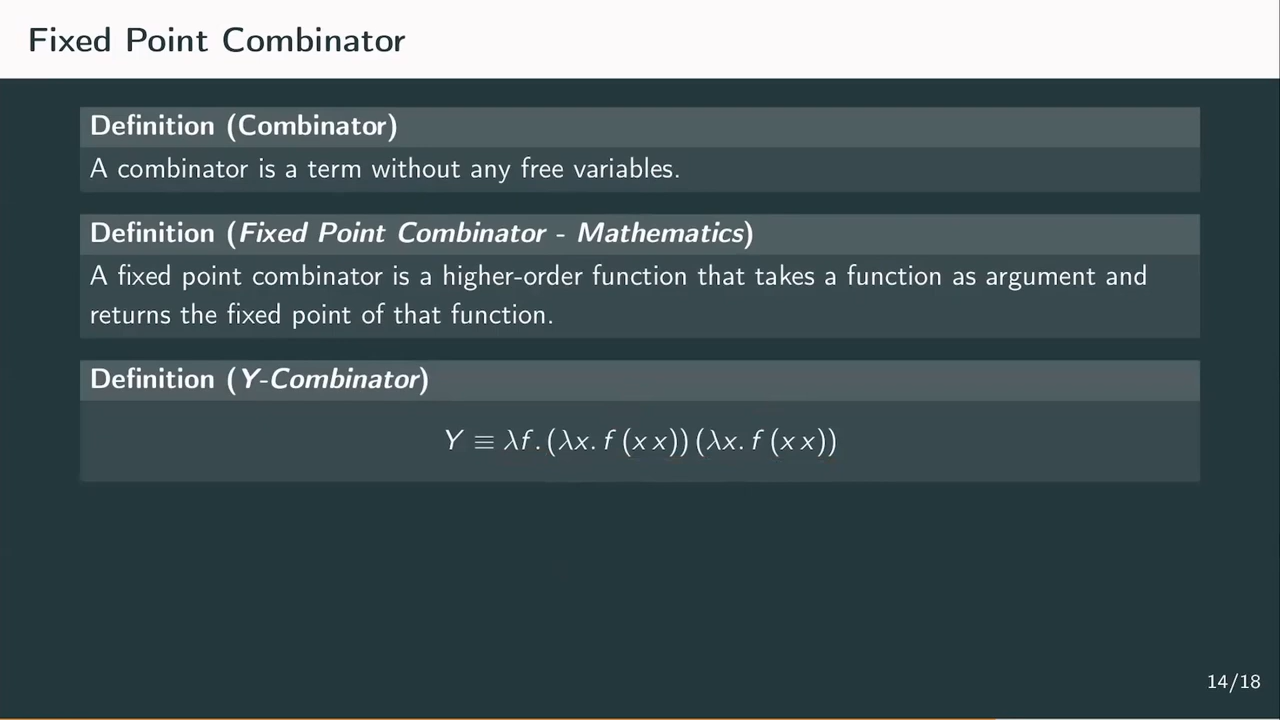 Fixed Point Combinator
Definition (Combinator)
A combinator is a term without any free variables.
Definition (Fixed Point Combinator - Mathematics)
A fixed point combinator is a higher-order function that takes a function as argument and
returns the fixed point of that function.
Definition (Y-Combinator)
Y ≡ λf. (λx. f (x x)) (λx. f (x x))
14/18